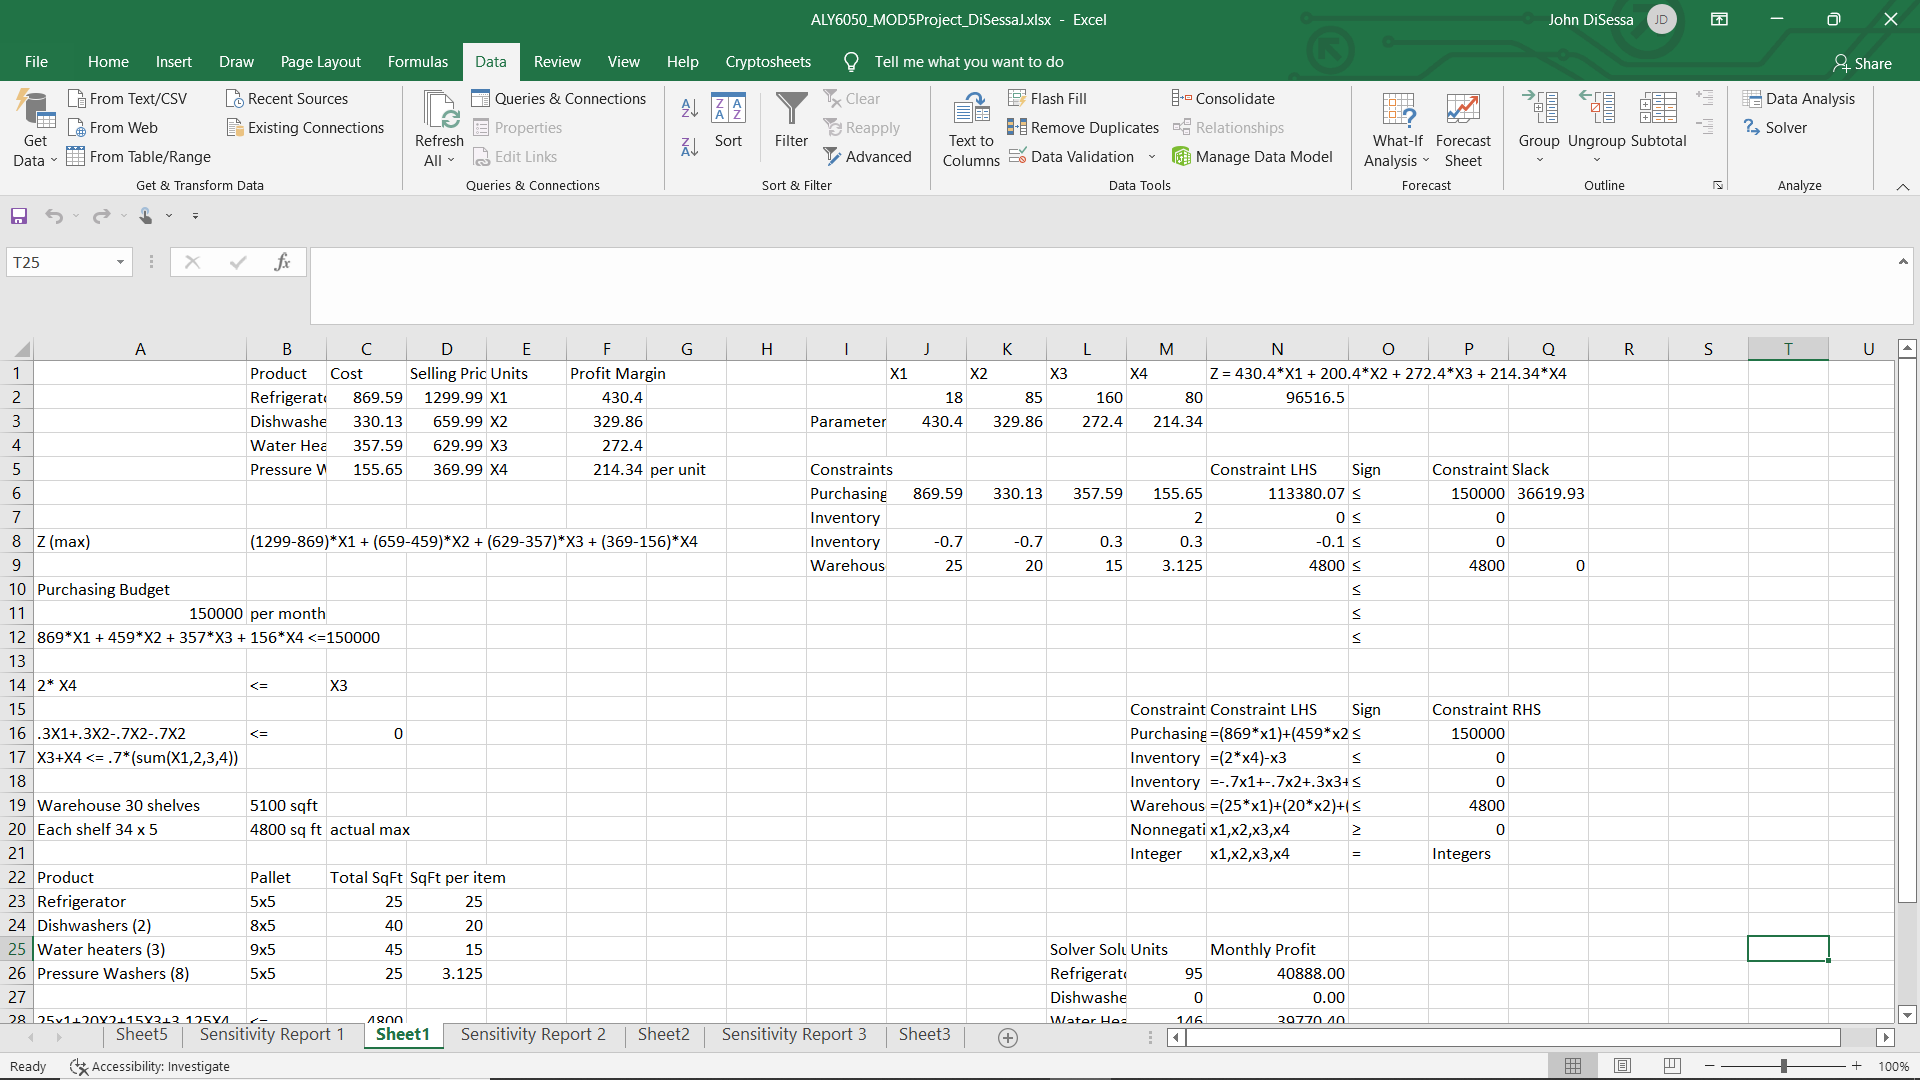 ALY6050_MOD5Project_DiSessaJ.xlsx - Excel
John DiSessa JD
File Home Insert Draw Page Layout Formulas Data Review View Help Cryptosheets Tell me what you want to do Share
Get Data
From Text/CSV
From Web
From Table/Range
Recent Sources
Existing Connections
Get & Transform Data
Refresh All
Queries & Connections
Properties
Edit Links
Queries & Connections
Sort
Filter
Clear
Reapply
Advanced
Sort & Filter
Text to Columns
Flash Fill
Remove Duplicates
Data Validation
Consolidate
Relationships
Manage Data Model
Data Tools
What-If Analysis
Forecast Sheet
Forecast
Group
Ungroup
Subtotal
Outline
Data Analysis
Solver
Analyze
T25
fx
A B C D E F G H I J K L M N O P Q R S T U
1 Product Cost Selling Pric Units Profit Margin X1 X2 X3 X4 Z = 430.4*X1 + 200.4*X2 + 272.4*X3 + 214.34*X4
2 Refrigerato 869.59 1299.99 X1 430.4 18 85 160 80 96516.5
3 Dishwashe 330.13 659.99 X2 329.86 Parameter 430.4 329.86 272.4 214.34
4 Water Hea 357.59 629.99 X3 272.4
5 Pressure W 155.65 369.99 X4 214.34 per unit Constraints Constraint LHS Sign Constraint Slack
6 Purchasing 869.59 330.13 357.59 155.65 113380.07 ≤ 150000 36619.93
7 Inventory 2 0 ≤ 0
8 Z (max) (1299-869)*X1 + (659-459)*X2 + (629-357)*X3 + (369-156)*X4 Inventory -0.7 -0.7 0.3 0.3 -0.1 ≤ 0
9 Warehous 25 20 15 3.125 4800 ≤ 4800 0
10 Purchasing Budget ≤
11 150000 per month ≤
12 869*X1 + 459*X2 + 357*X3 + 156*X4 <=150000 ≤
13
14 2* X4 <= X3
15 Constraint Constraint LHS Sign Constraint RHS
16 .3X1+.3X2-.7X2-.7X2 <= 0 Purchasing =(869*x1)+(459*x2 ≤ 150000
17 X3+X4 <= .7*(sum(X1,2,3,4)) Inventory =(2*x4)-x3 ≤ 0
18 Inventory =-.7x1+-.7x2+.3x3+ ≤ 0
19 Warehouse 30 shelves 5100 sqft Warehous =(25*x1)+(20*x2)+( ≤ 4800
20 Each shelf 34 x 5 4800 sq ft actual max Nonnegati x1,x2,x3,x4 ≥ 0
21 Integer x1,x2,x3,x4 = Integers
22 Product Pallet Total SqFt SqFt per item
23 Refrigerator 5x5 25 25
24 Dishwashers (2) 8x5 40 20
25 Water heaters (3) 9x5 45 15 Solver Solu Units Monthly Profit
26 Pressure Washers (8) 5x5 25 3.125 Refrigerato 95 40888.00
27 Dishwashe 0 0.00
28 25x1+20X2+15X3+3.125X4 <= 4800 Water Hea 146 39770.40
Sheet5 Sensitivity Report 1 Sheet1 Sensitivity Report 2 Sheet2 Sensitivity Report 3 Sheet3
Ready Accessibility: Investigate 100%